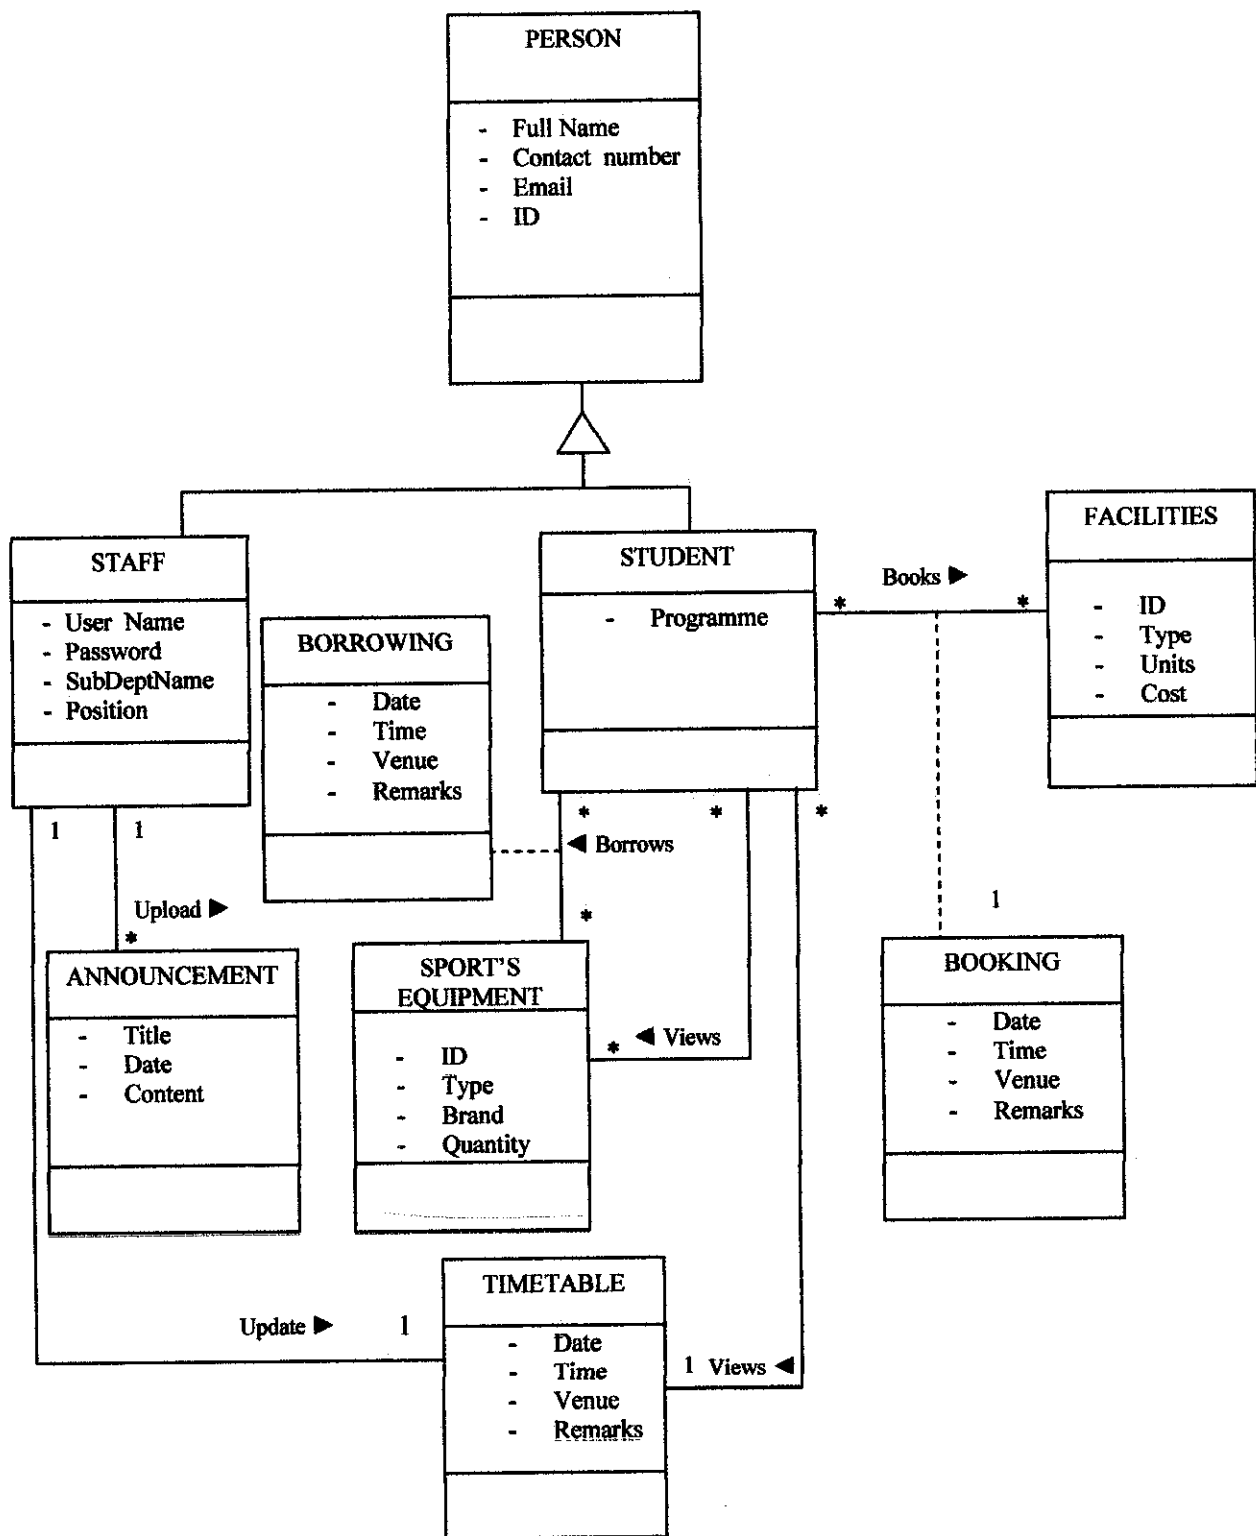 PERSON
- Full Name
- Contact number
- Email
- ID
STAFF
- User Name
- Password
- SubDeptName
- Position
BORROWING
- Date
- Time
- Venue
- Remarks
STUDENT
- Programme
Books ►
*
*
FACILITIES
- ID
- Type
- Units
- Cost
1
1
*
*
*
◄ Borrows
Upload ►
*
*
1
ANNOUNCEMENT
- Title
- Date
- Content
SPORT'S
EQUIPMENT
- ID
- Type
- Brand
- Quantity
* ◄ Views
BOOKING
- Date
- Time
- Venue
- Remarks
TIMETABLE
- Date
- Time
- Venue
- Remarks
Update ► 1
1 Views ◄